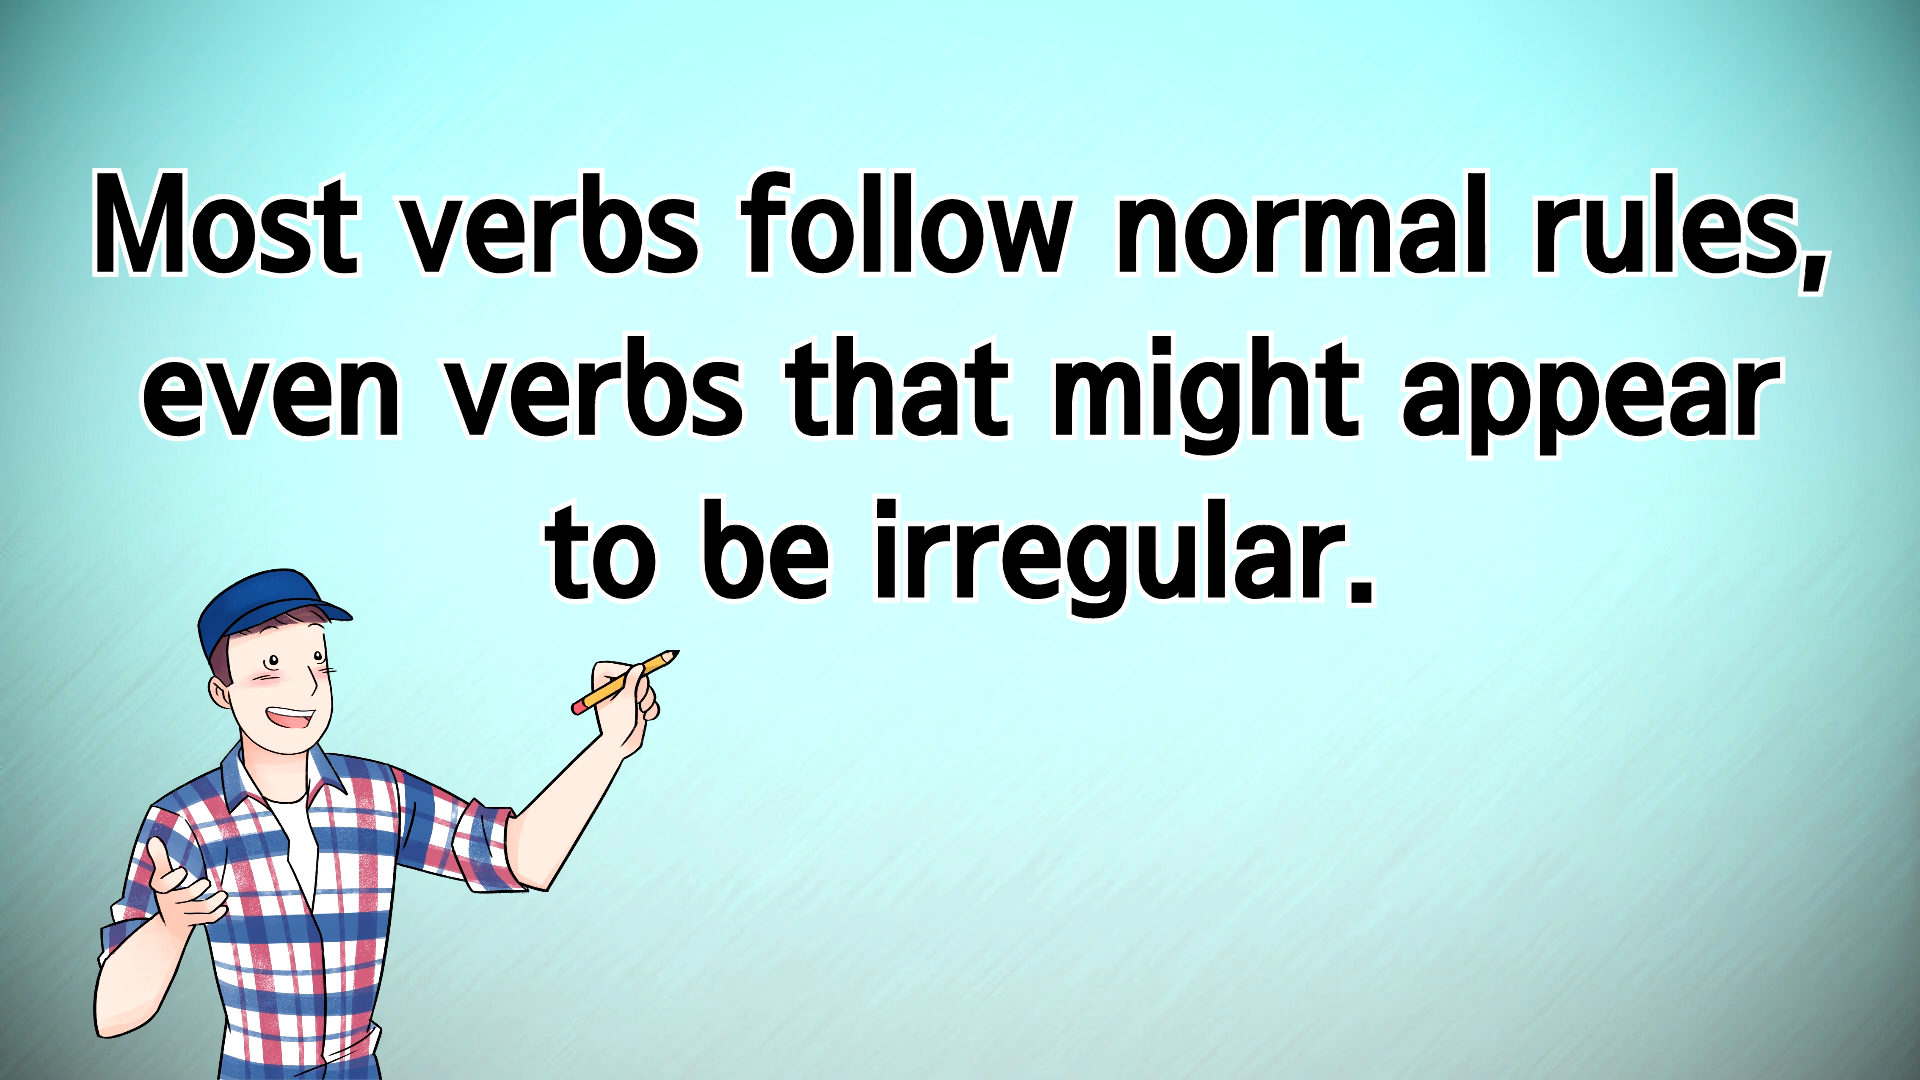 Most verbs follow normal rules,
even verbs that might appear
to be irregular.